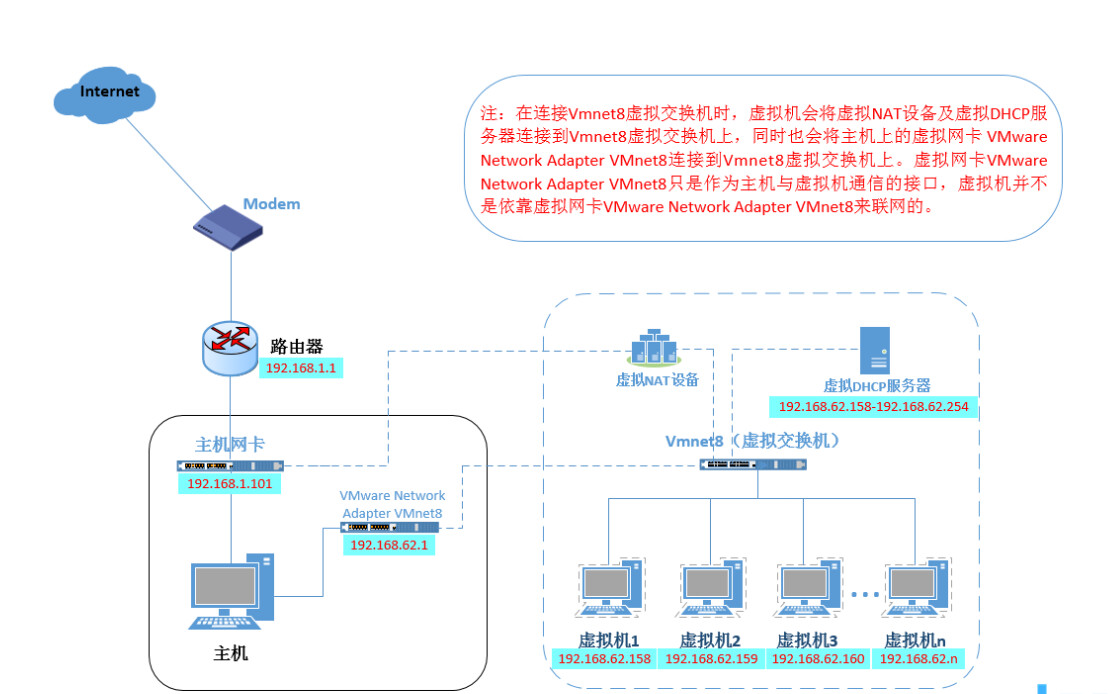 Internet
注：在连接Vmnet8虚拟交换机时，虚拟机会将虚拟NAT设备及虚拟DHCP服
务器连接到Vmnet8虚拟交换机上，同时也会将主机上的虚拟网卡 VMware
Network Adapter VMnet8连接到Vmnet8虚拟交换机上。虚拟网卡VMware
Network Adapter VMnet8只是作为主机与虚拟机通信的接口，虚拟机并不
是依靠虚拟网卡VMware Network Adapter VMnet8来联网的。
Modem
路由器
192.168.1.1
虚拟NAT设备
虚拟DHCP服务器
192.168.62.158-192.168.62.254
主机网卡
192.168.1.101
Vmnet8（虚拟交换机）
VMware Network
Adapter VMnet8
192.168.62.1
主机
虚拟机1
192.168.62.158
虚拟机2
192.168.62.159
虚拟机3
192.168.62.160
虚拟机n
192.168.62.n